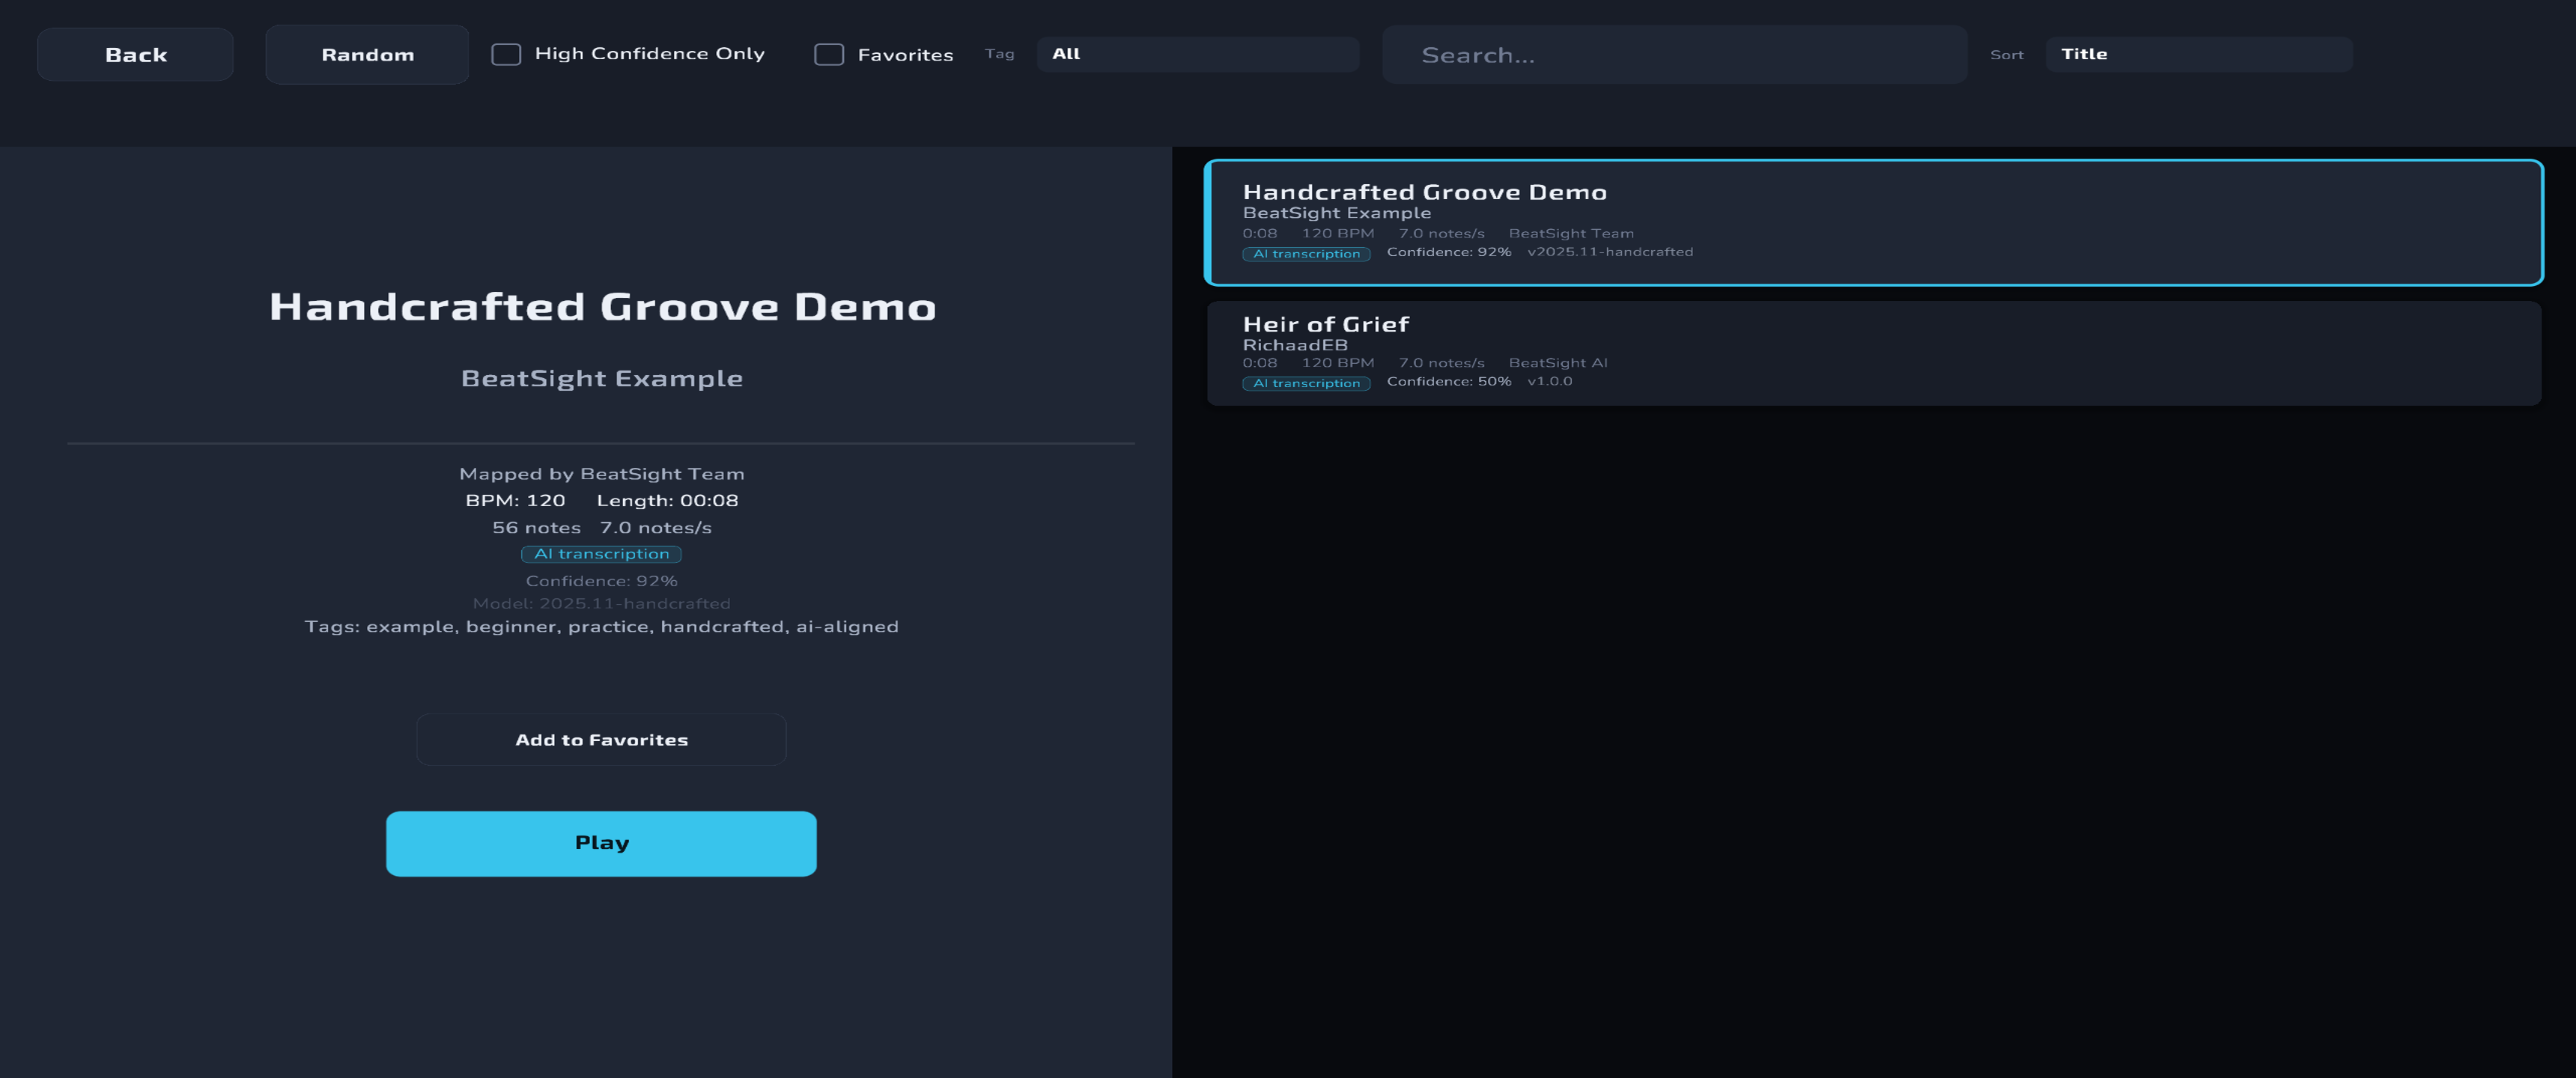 Back Random High Confidence Only Favorites Tag All Search... Sort Title
Handcrafted Groove Demo
BeatSight Example
Mapped by BeatSight Team
BPM: 120 Length: 00:08
56 notes 7.0 notes/s
AI transcription
Confidence: 92%
Model: 2025.11-handcrafted
Tags: example, beginner, practice, handcrafted, ai-aligned
Add to Favorites
Play
Handcrafted Groove Demo
BeatSight Example
0:08 120 BPM 7.0 notes/s BeatSight Team
AI transcription Confidence: 92% v2025.11-handcrafted
Heir of Grief
RichaadEB
0:08 120 BPM 7.0 notes/s BeatSight AI
AI transcription Confidence: 50% v1.0.0